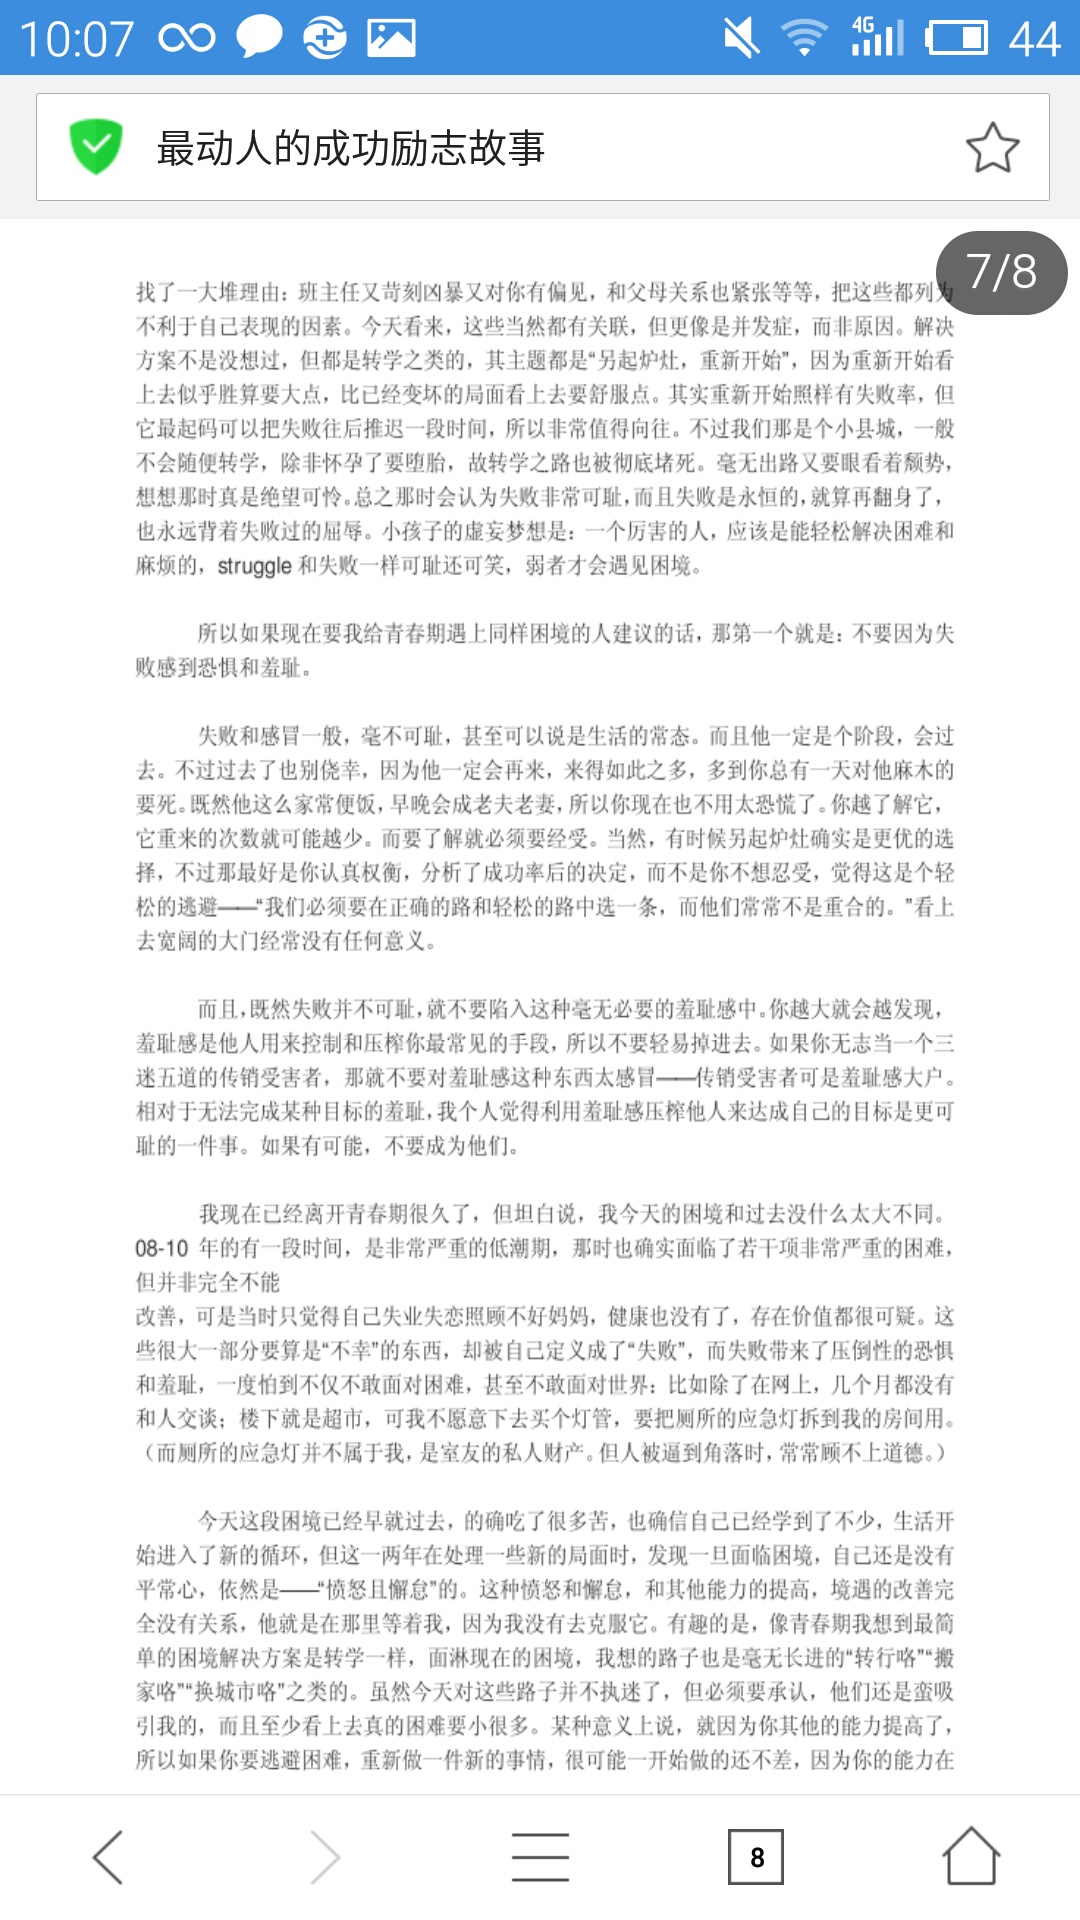 10:07
4G
44
最动人的成功励志故事
7/8
找了一大堆理由：班主任又苛刻凶暴又对你有偏见，和父母关系也紧张等等，把这些都列为
不利于自己表现的因素。今天看来，这些当然都有关联，但更像是并发症，而非原因。解决
方案不是没想过，但都是转学之类的，其主题都是“另起炉灶，重新开始”，因为重新开始看
上去似乎胜算要大点，比已经变坏的局面看上去要舒服点。其实重新开始照样有失败率，但
它最起码可以把失败往后推迟一段时间，所以非常值得向往。不过我们那是个小县城，一般
不会随便转学，除非怀孕了要堕胎，故转学之路也被彻底堵死。毫无出路又要眼看着颓势，
想想那时真是绝望可怜。总之那时会认为失败非常可耻，而且失败是永恒的，就算再翻身了，
也永远背着失败过的屈辱。小孩子的虚妄梦想是：一个厉害的人，应该是能轻松解决困难和
麻烦的，struggle 和失败一样可耻还可笑，弱者才会遇见困境。
所以如果现在要我给青春期遇上同样困境的人建议的话，那第一个就是：不要因为失
败感到恐惧和羞耻。
失败和感冒一般，毫不可耻，甚至可以说是生活的常态。而且他一定是个阶段，会过
去。不过过去了也别侥幸，因为他一定会再来，来得如此之多，多到你总有一天对他麻木的
要死。既然他这么家常便饭，早晚会成老夫老妻，所以你现在也不用太恐慌了。你越了解它，
它重来的次数就可能越少。而要了解就必须要经受。当然，有时候另起炉灶确实是更优的选
择，不过那最好是你认真权衡，分析了成功率后的决定，而不是你不想忍受，觉得这是个轻
松的逃避——“我们必须要在正确的路和轻松的路中选一条，而他们常常不是重合的。”看上
去宽阔的大门经常没有任何意义。
而且，既然失败并不可耻，就不要陷入这种毫无必要的羞耻感中。你越大就会越发现，
羞耻感是他人用来控制和压榨你最常见的手段，所以不要轻易掉进去。如果你无志当一个三
迷五道的传销受害者，那就不要对羞耻感这种东西太感冒——传销受害者可是羞耻感大户。
相对于无法完成某种目标的羞耻，我个人觉得利用羞耻感压榨他人来达成自己的目标是更可
耻的一件事。如果有可能，不要成为他们。
我现在已经离开青春期很久了，但坦白说，我今天的困境和过去没什么太大不同。
08-10 年的有一段时间，是非常严重的低潮期，那时也确实面临了若干项非常严重的困难，
但并非完全不能
改善，可是当时只觉得自己失业失恋照顾不好妈妈，健康也没有了，存在价值都很可疑。这
些很大一部分要算是“不幸”的东西，却被自己定义成了“失败”，而失败带来了压倒性的恐惧
和羞耻，一度怕到不仅不敢面对困难，甚至不敢面对世界：比如除了在网上，几个月都没有
和人交谈；楼下就是超市，可我不愿意下去买个灯管，要把厕所的应急灯拆到我的房间用。
（而厕所的应急灯并不属于我，是室友的私人财产。但人被逼到角落时，常常顾不上道德。）
今天这段困境已经早就过去，的确吃了很多苦，也确信自己已经学到了不少，生活开
始进入了新的循环，但这一两年在处理一些新的局面时，发现一旦面临困境，自己还是没有
平常心，依然是——“愤怒且懈怠”的。这种愤怒和懈怠，和其他能力的提高，境遇的改善完
全没有关系，他就是在那里等着我，因为我没有去克服它。有趣的是，像青春期我想到最简
单的困境解决方案是转学一样，面淋现在的困境，我想的路子也是毫无长进的“转行咯”“搬
家咯”“换城市咯”之类的。虽然今天对这些路子并不执迷了，但必须要承认，他们还是蛮吸
引我的，而且至少看上去真的困难要小很多。某种意义上说，就因为你其他的能力提高了，
所以如果你要逃避困难，重新做一件新的事情，很可能一开始做的还不差，因为你的能力在
8